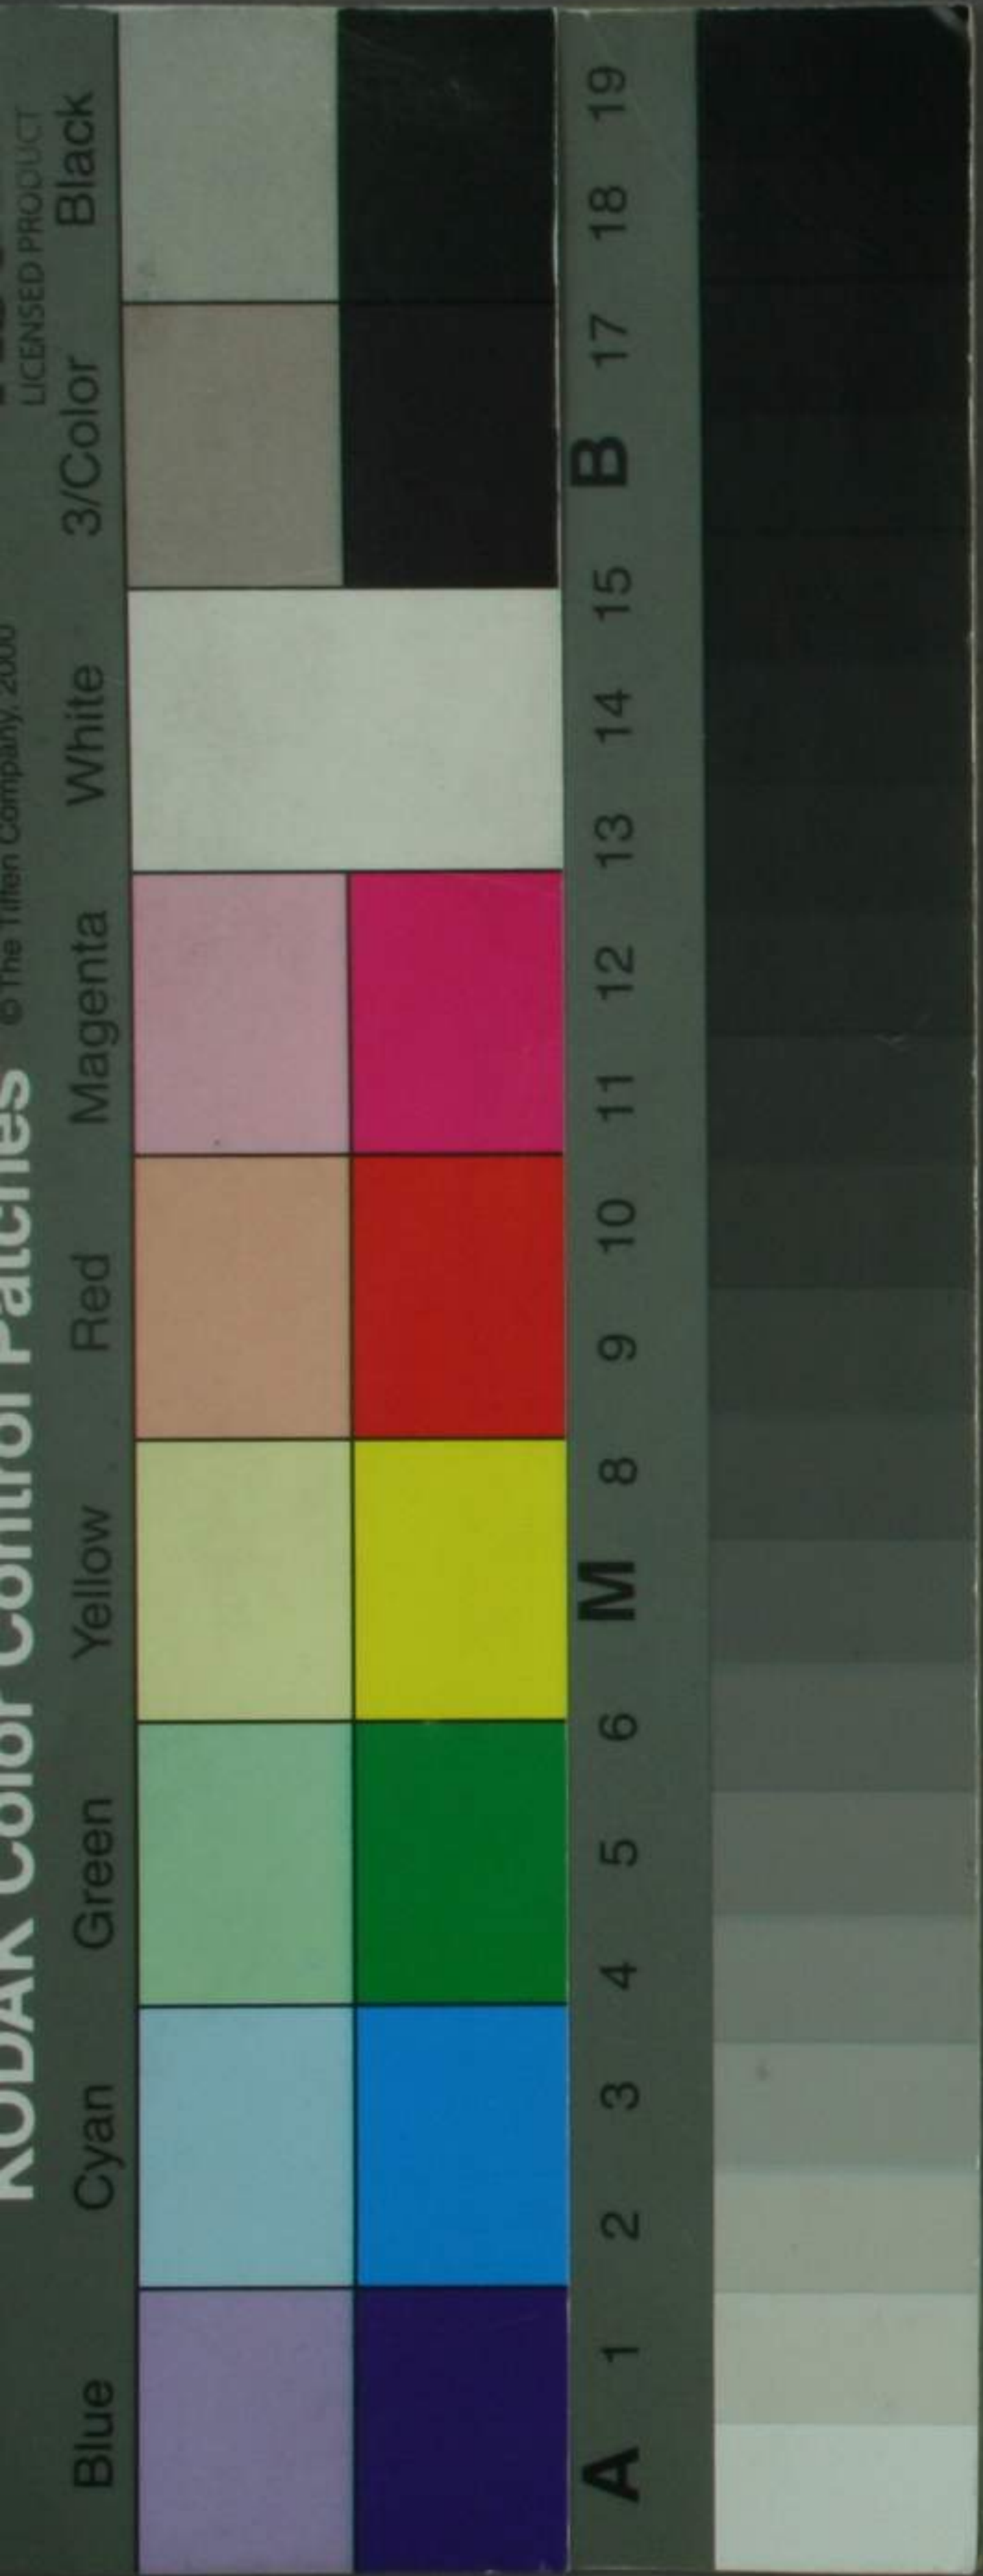 KODAK Color Control Patches © The Tiffen Company, 2000
LICENSED PRODUCT
Blue Cyan Green Yellow Red Magenta White 3/Color Black
A 1 2 3 4 5 6 M 8 9 10 11 12 13 14 15 B 17 18 19